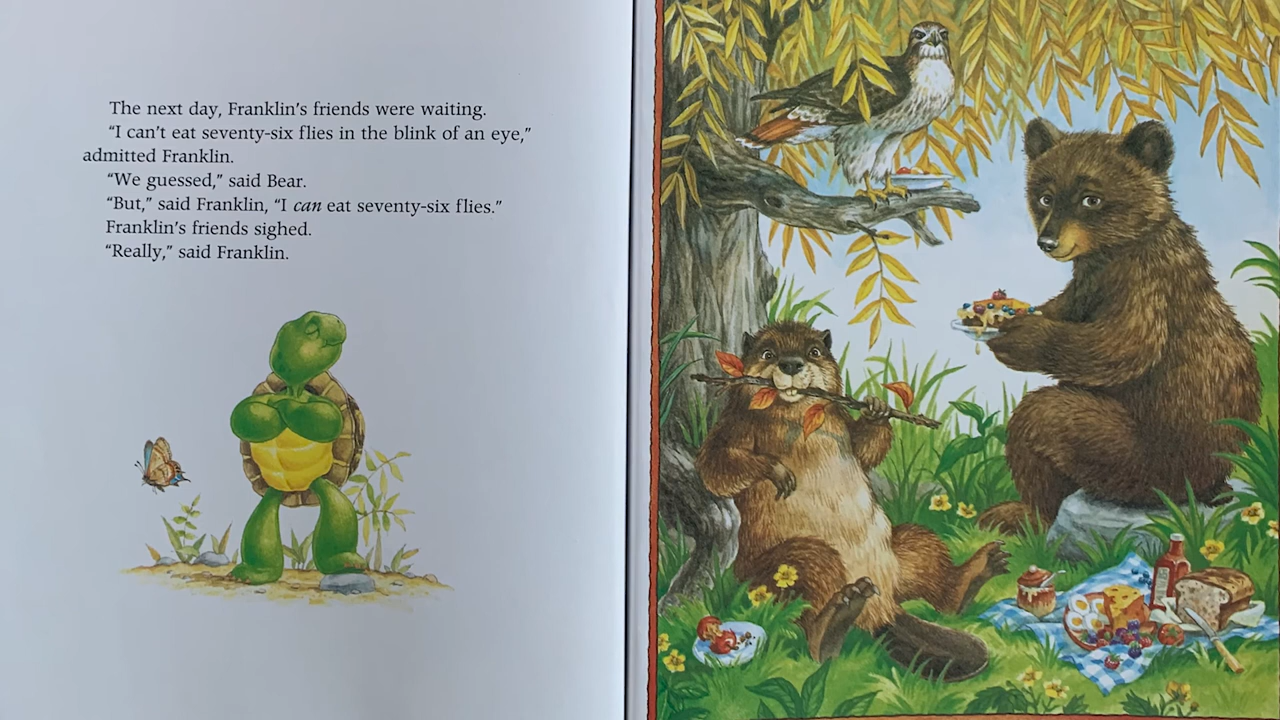 The next day, Franklin's friends were waiting.
“I can't eat seventy-six flies in the blink of an eye,”
admitted Franklin.
“We guessed,” said Bear.
“But,” said Franklin, “I can eat seventy-six flies.”
Franklin's friends sighed.
“Really,” said Franklin.